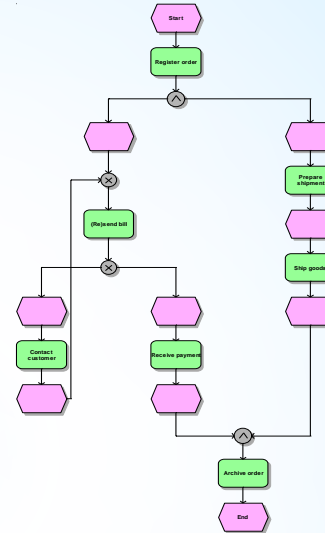 Start
Register order
Prepare
shipment
(Re)send bill
Ship goods
Contact
customer
Receive payment
Archive order
End